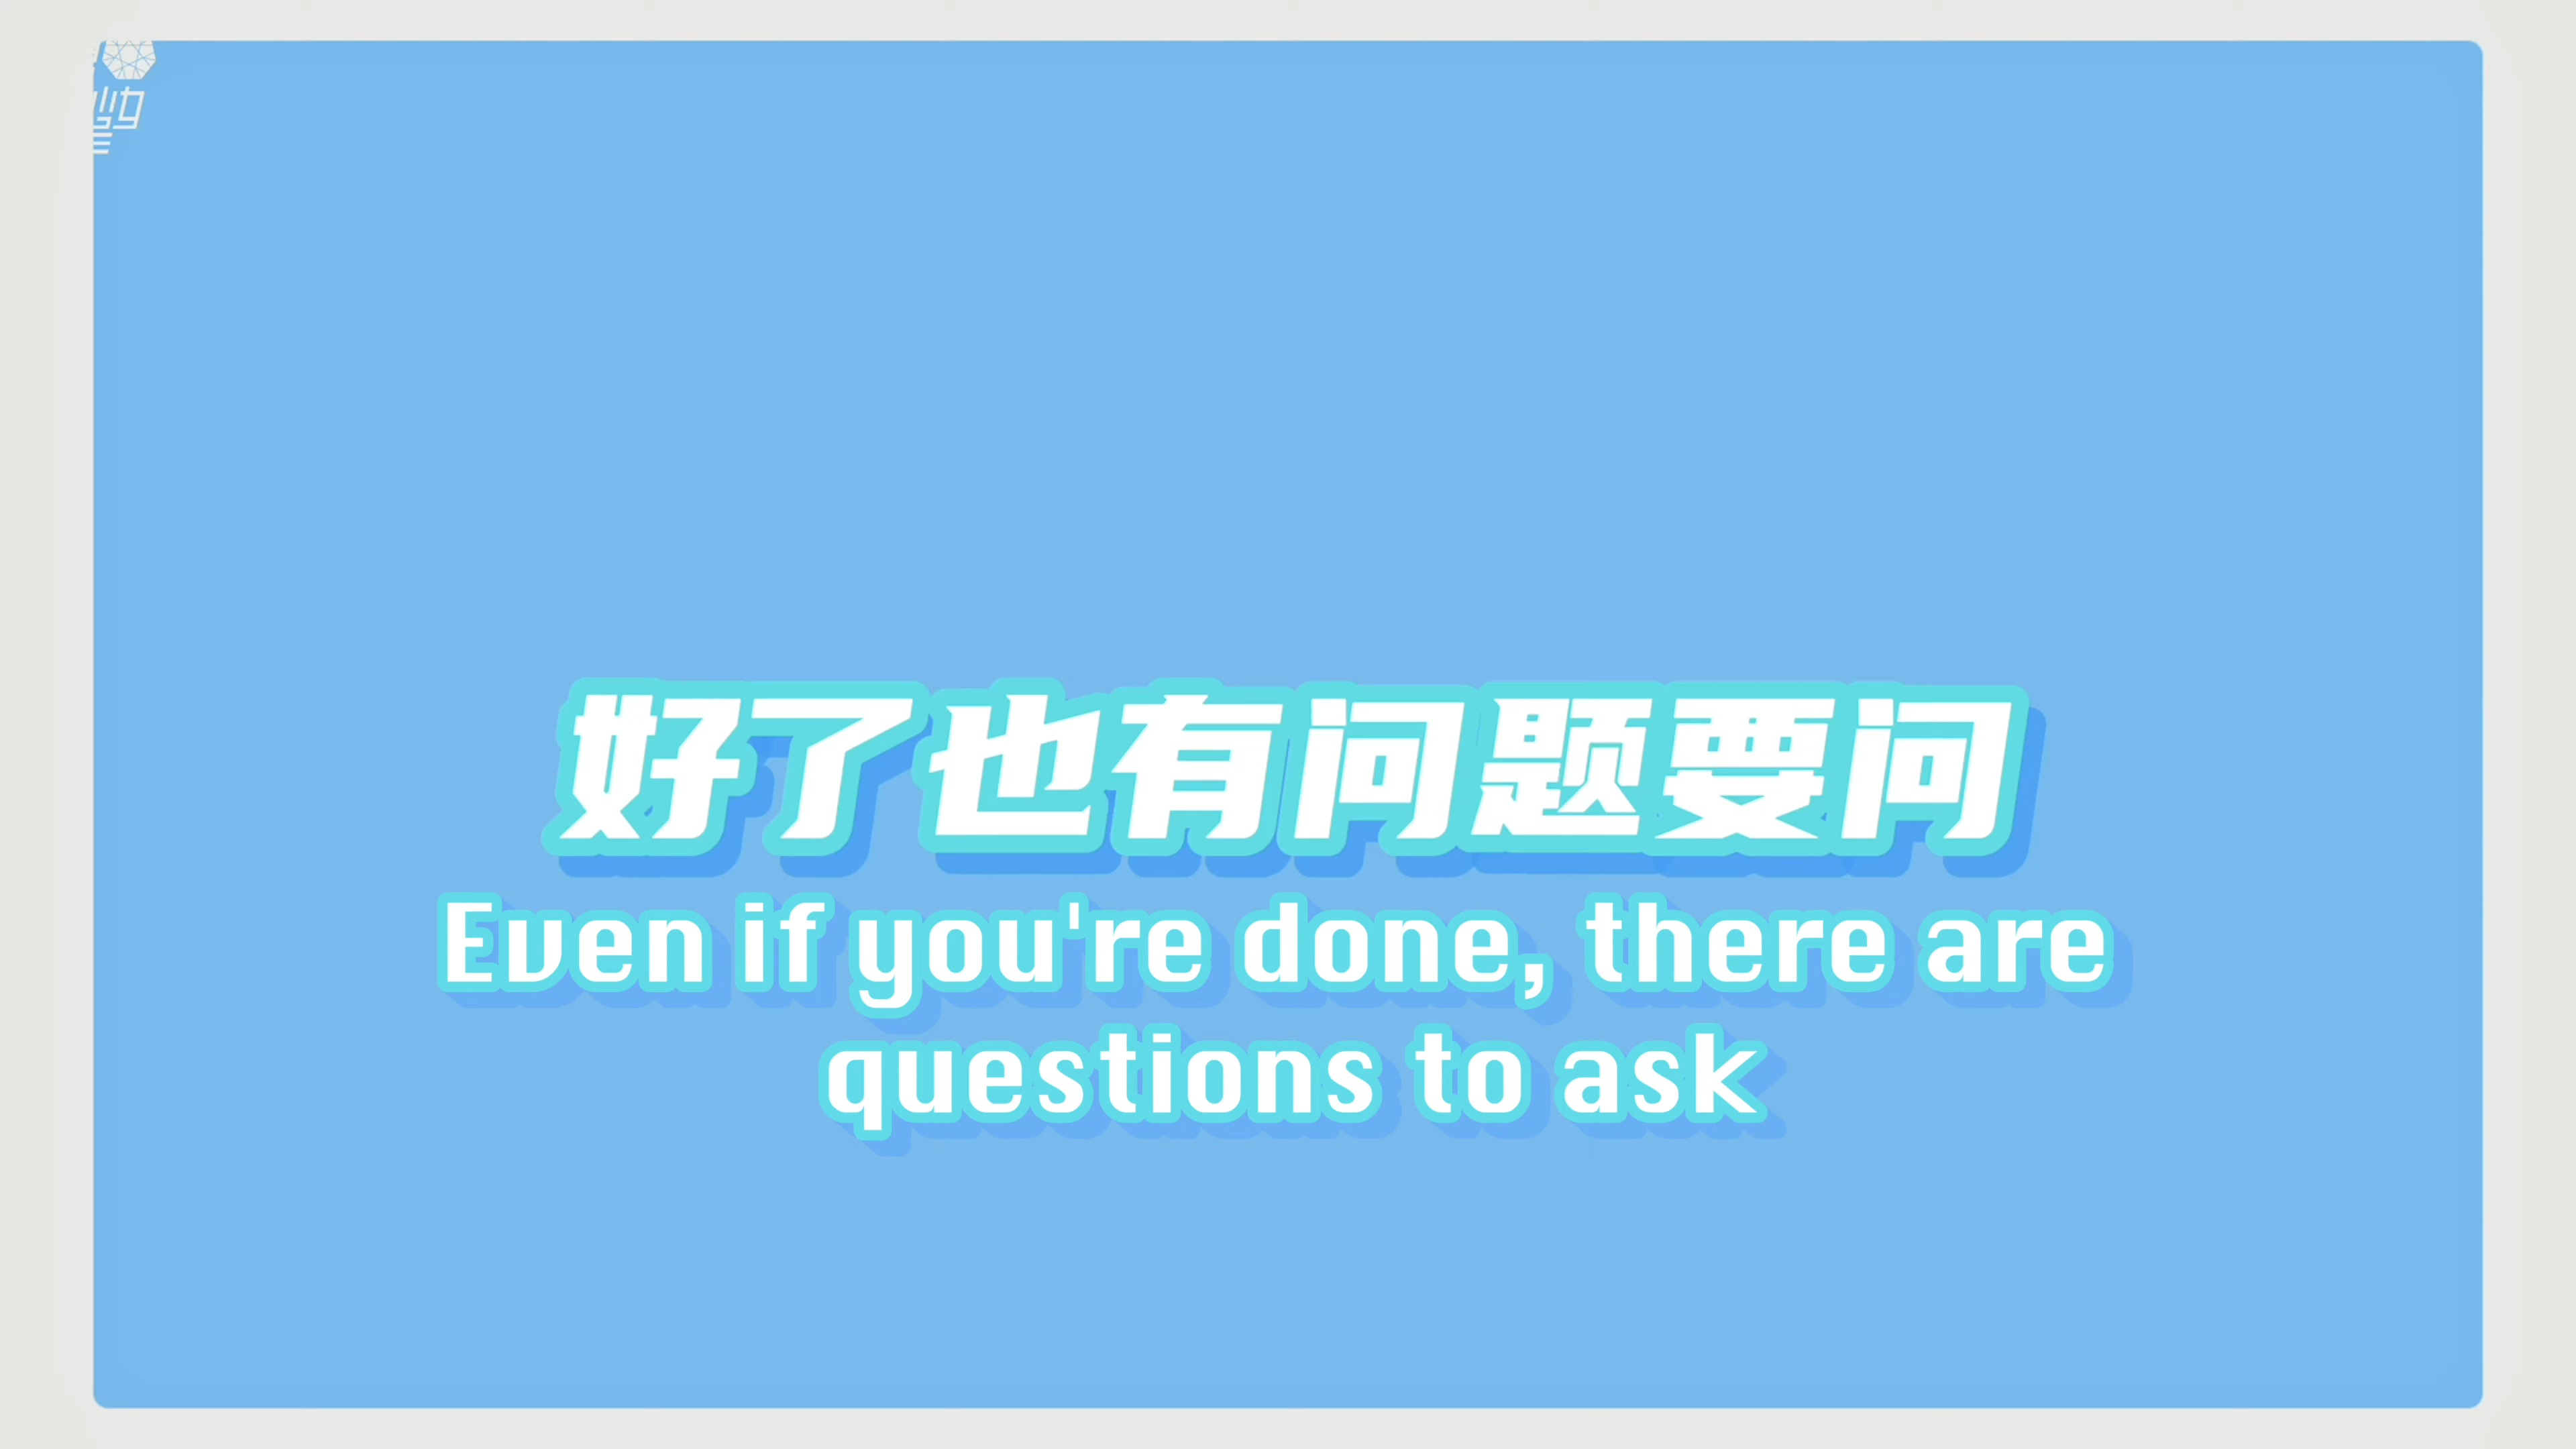 好了也有问题要问
Even if you're done, there are
questions to ask